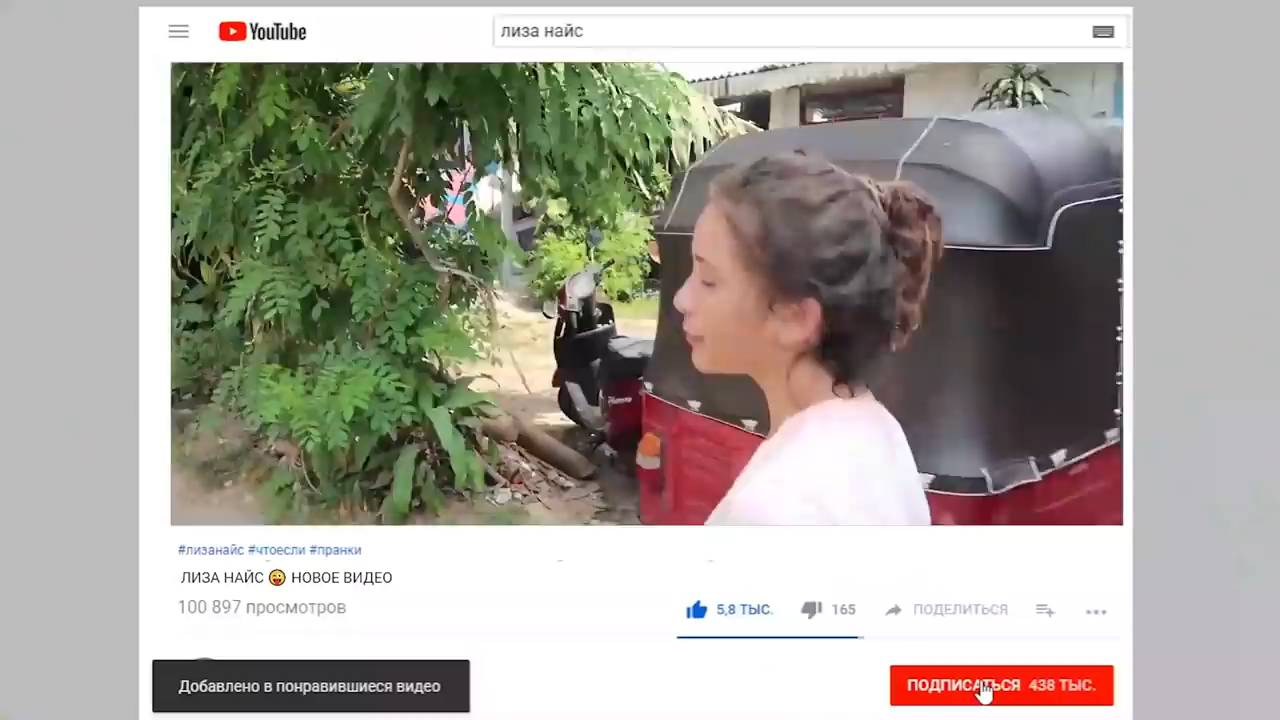 YouTube
лиза найс
#лизанайс #чтоесли #пранки
ЛИЗА НАЙС 😜 НОВОЕ ВИДЕО
100 897 просмотров
5,8 ТЫС. 165 ПОДЕЛИТЬСЯ
Добавлено в понравившиеся видео
ПОДПИСАТЬСЯ 438 ТЫС.